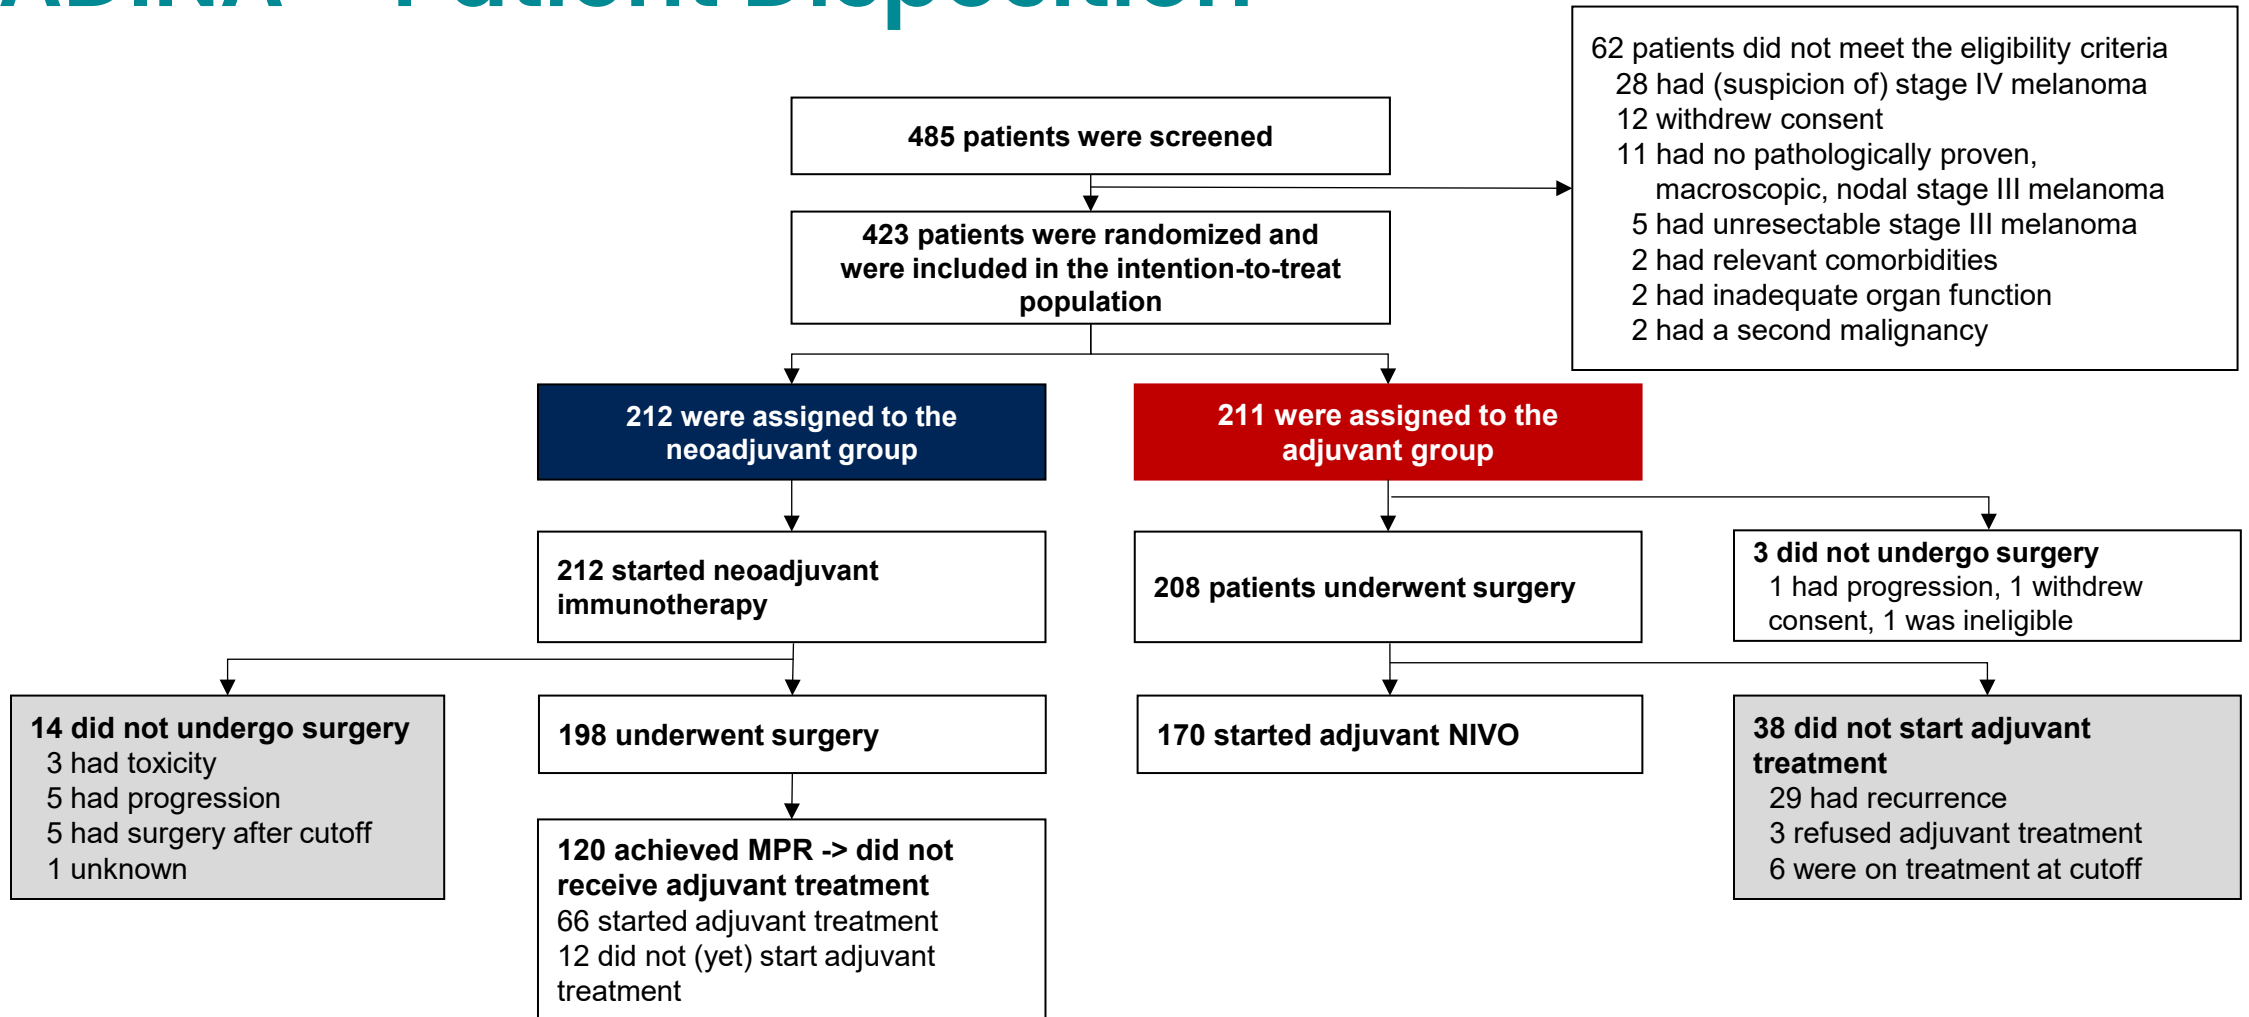 ADINA – Patient Disposition
62 patients did not meet the eligibility criteria
28 had (suspicion of) stage IV melanoma
12 withdrew consent
11 had no pathologically proven,
macroscopic, nodal stage III melanoma
5 had unresectable stage III melanoma
2 had relevant comorbidities
2 had inadequate organ function
2 had a second malignancy
485 patients were screened
423 patients were randomized and
were included in the intention-to-treat
population
212 were assigned to the
neoadjuvant group
211 were assigned to the
adjuvant group
212 started neoadjuvant
immunotherapy
208 patients underwent surgery
3 did not undergo surgery
1 had progression, 1 withdrew
consent, 1 was ineligible
14 did not undergo surgery
3 had toxicity
5 had progression
5 had surgery after cutoff
1 unknown
198 underwent surgery
170 started adjuvant NIVO
38 did not start adjuvant
treatment
29 had recurrence
3 refused adjuvant treatment
6 were on treatment at cutoff
120 achieved MPR -> did not
receive adjuvant treatment
66 started adjuvant treatment
12 did not (yet) start adjuvant
treatment